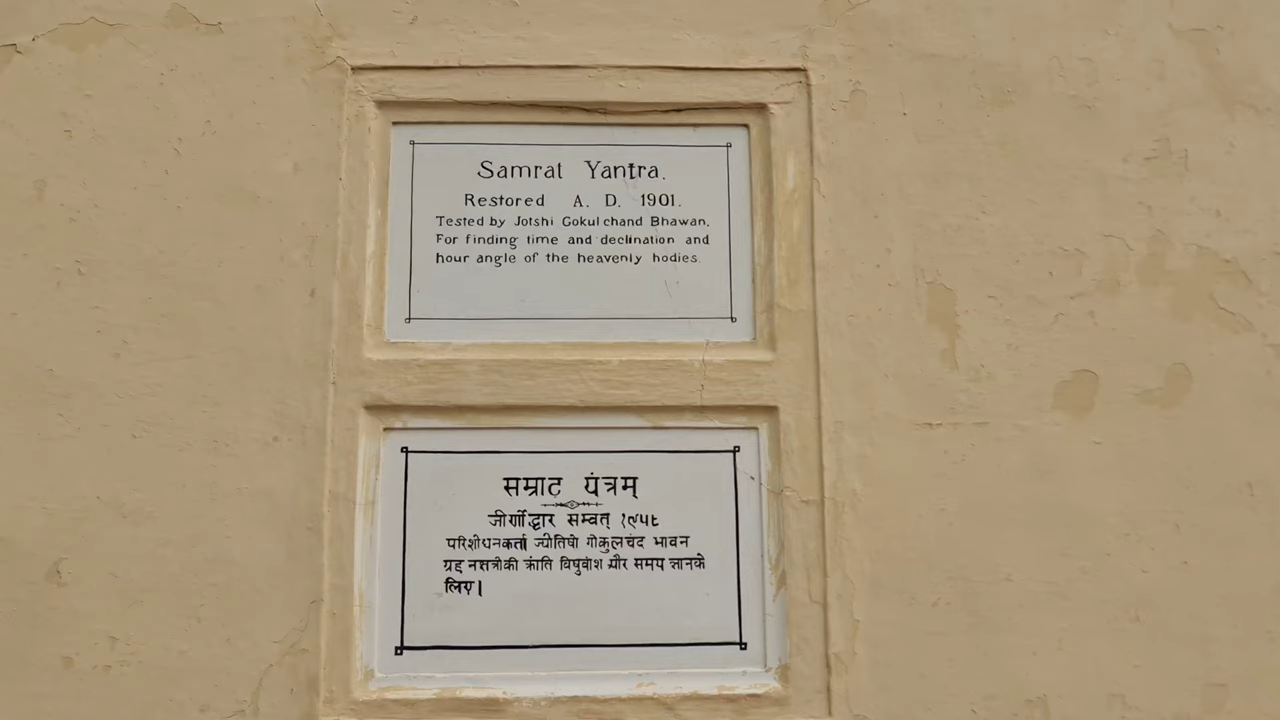 Samrat Yantra.
Restored A. D. 1901.
Tested by Jotshi Gokulchand Bhawan.
For finding time and declination and
hour angle of the heavenly hodies.
सम्राट यंत्रम्
जीर्णोद्धार सम्वत् १९५८
परिशीधनकर्ता ज्यीतिषी गोकुलचंद भावन
ग्रह नक्षत्रीकी क्रांति विषुवांश और समय ज्ञानके
लिए।